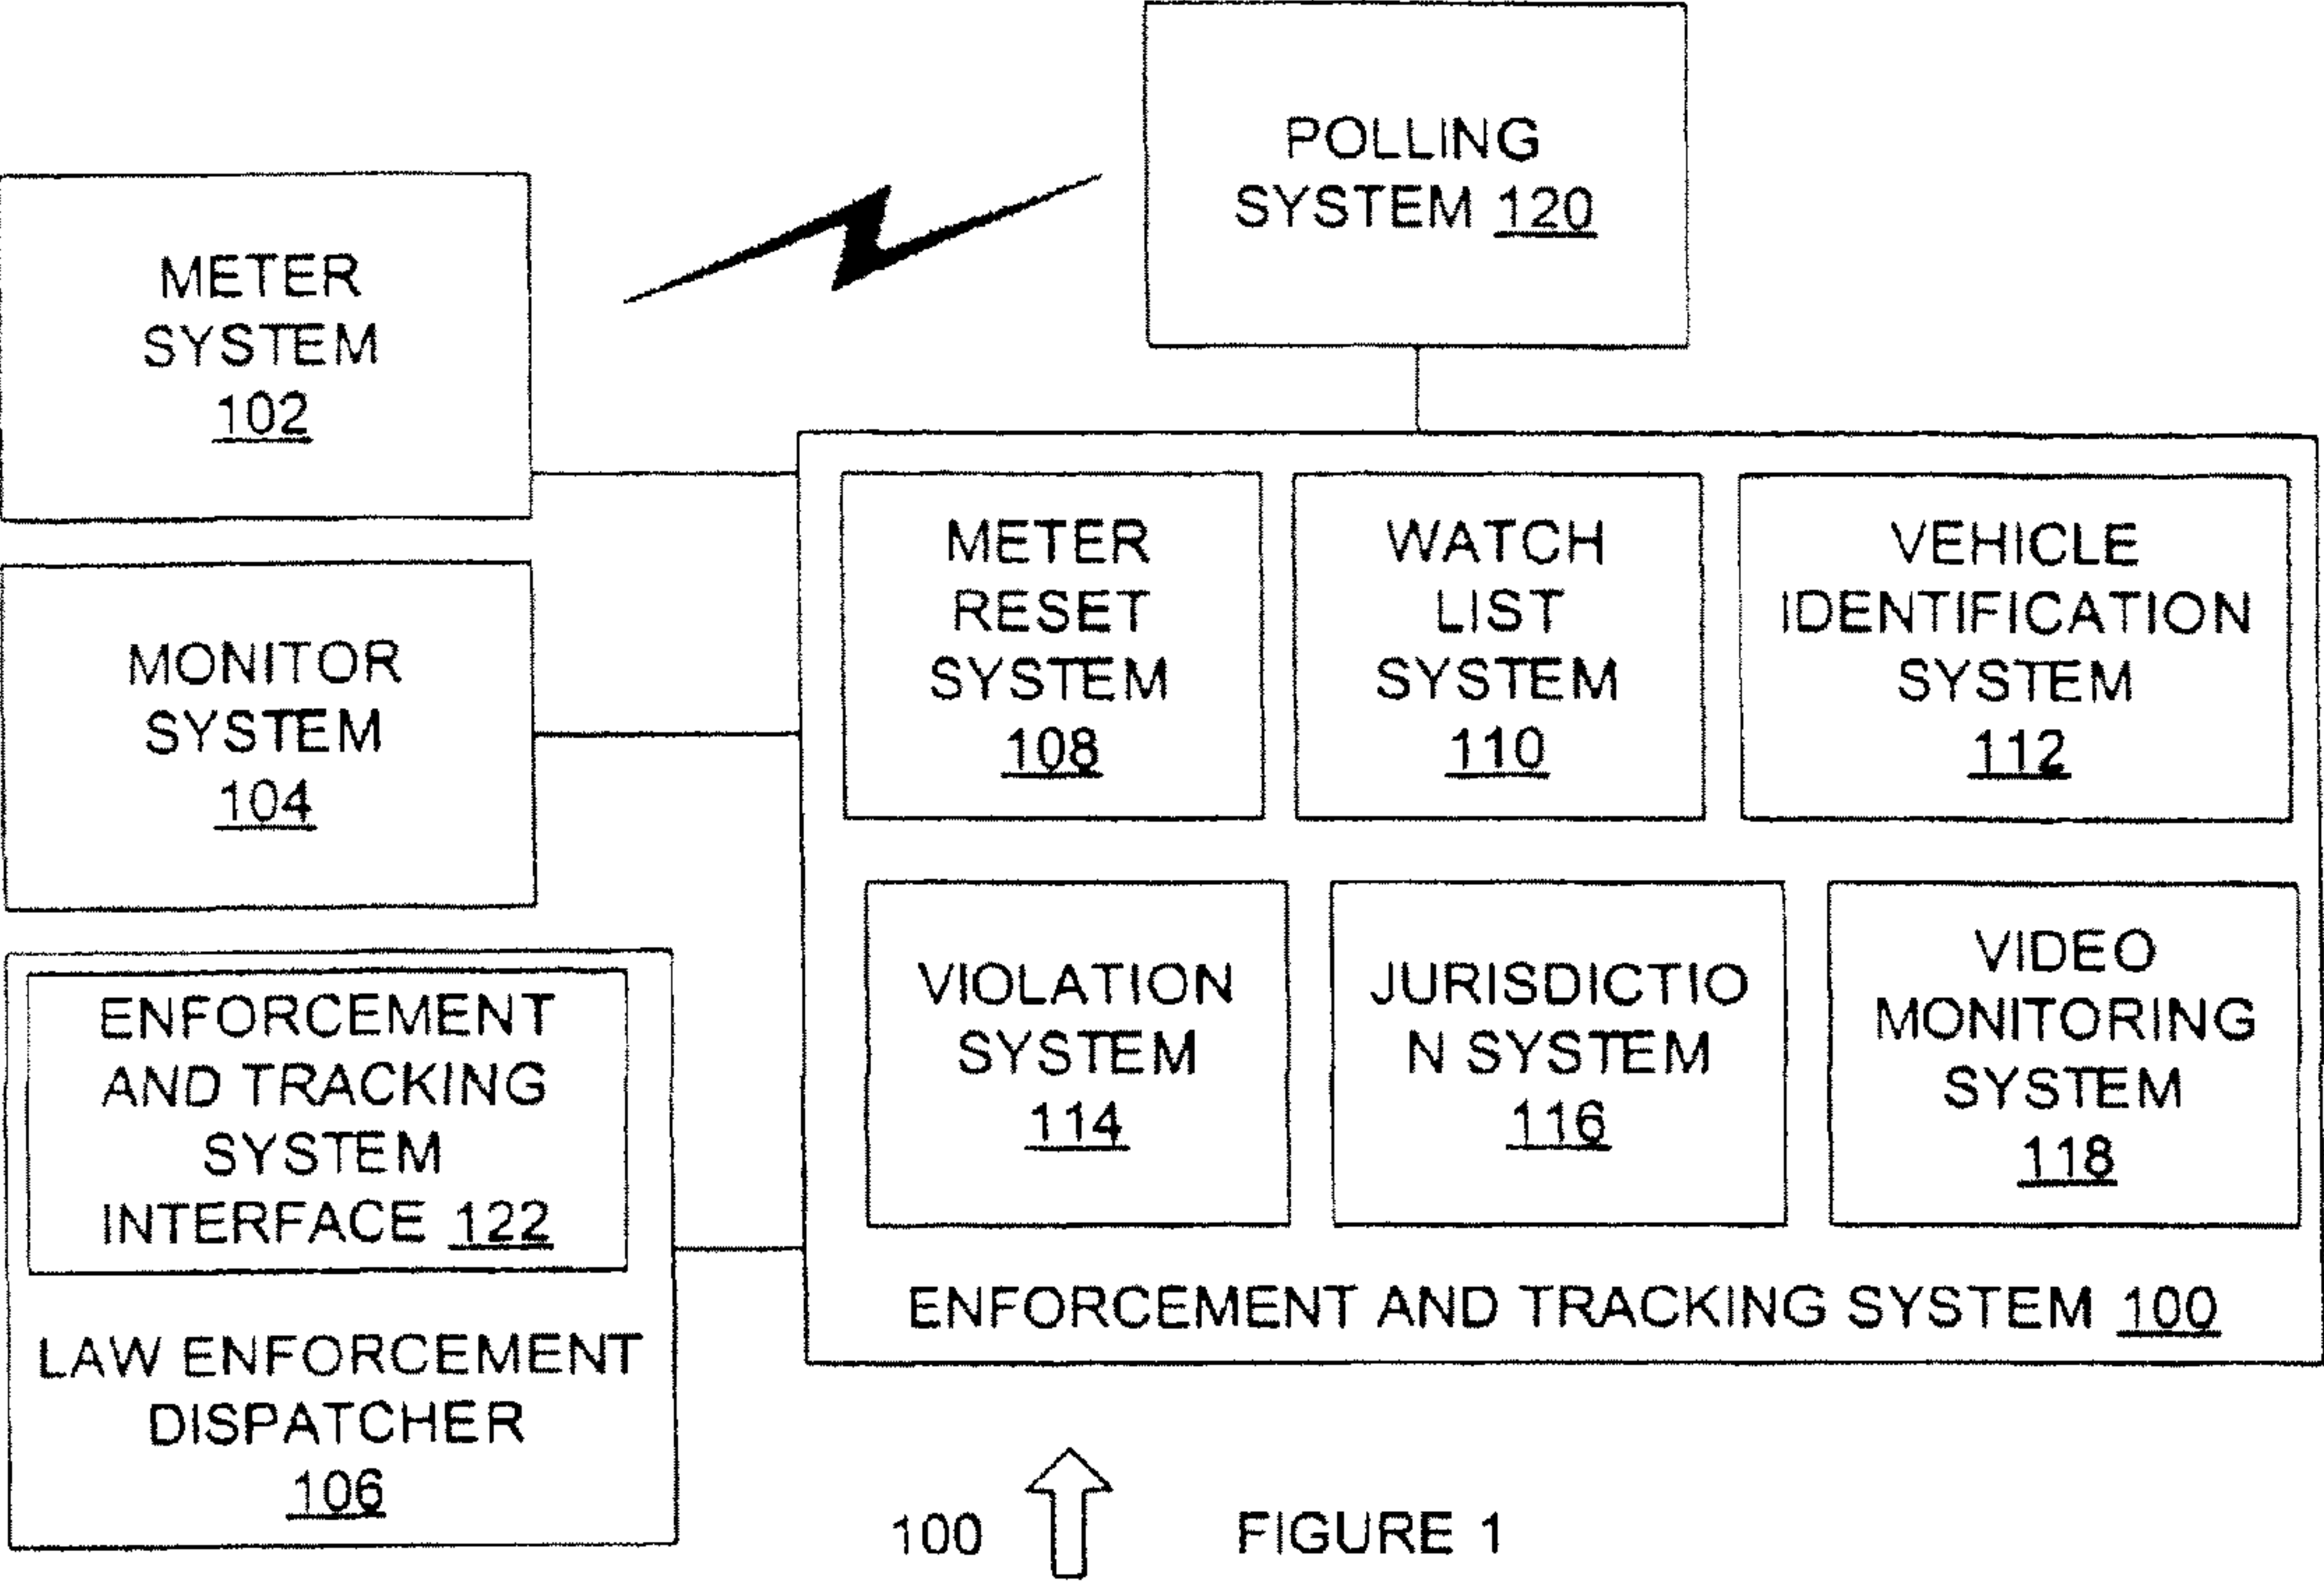 POLLING
SYSTEM 120
METER
SYSTEM
102
METER
RESET
SYSTEM
108
WATCH
LIST
SYSTEM
110
VEHICLE
IDENTIFICATION
SYSTEM
112
MONITOR
SYSTEM
104
VIOLATION
SYSTEM
114
JURISDICTIO
N SYSTEM
116
VIDEO
MONITORING
SYSTEM
118
ENFORCEMENT
AND TRACKING
SYSTEM
INTERFACE 122
ENFORCEMENT AND TRACKING SYSTEM 100
LAW ENFORCEMENT
DISPATCHER
106
100
FIGURE 1